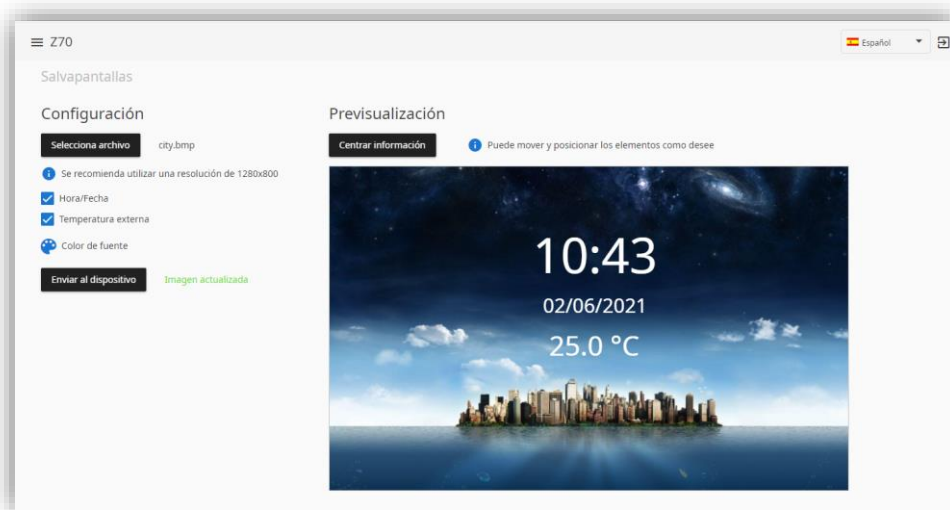 Z70
Español
Salvapantallas
Configuración
Selecciona archivo city.bmp
Se recomienda utilizar una resolución de 1280x800
Hora/Fecha
Temperatura externa
Color de fuente
Enviar al dispositivo Imagen actualizada
Previsualización
Centrar información Puede mover y posicionar los elementos como desee
10:43
02/06/2021
25.0 °C